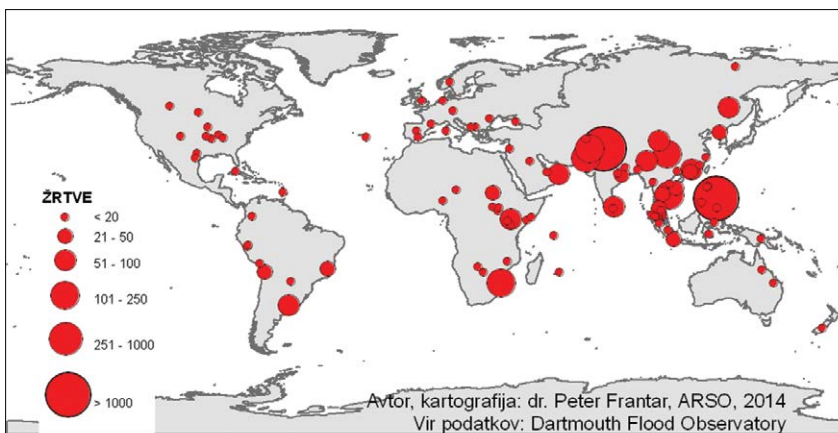 ŽRTVE
< 20
21 - 50
51 - 100
101 - 250
251 - 1000
> 1000
Avtor, kartografija: dr. Peter Frantar, ARSO, 2014
Vir podatkov: Dartmouth Flood Observatory